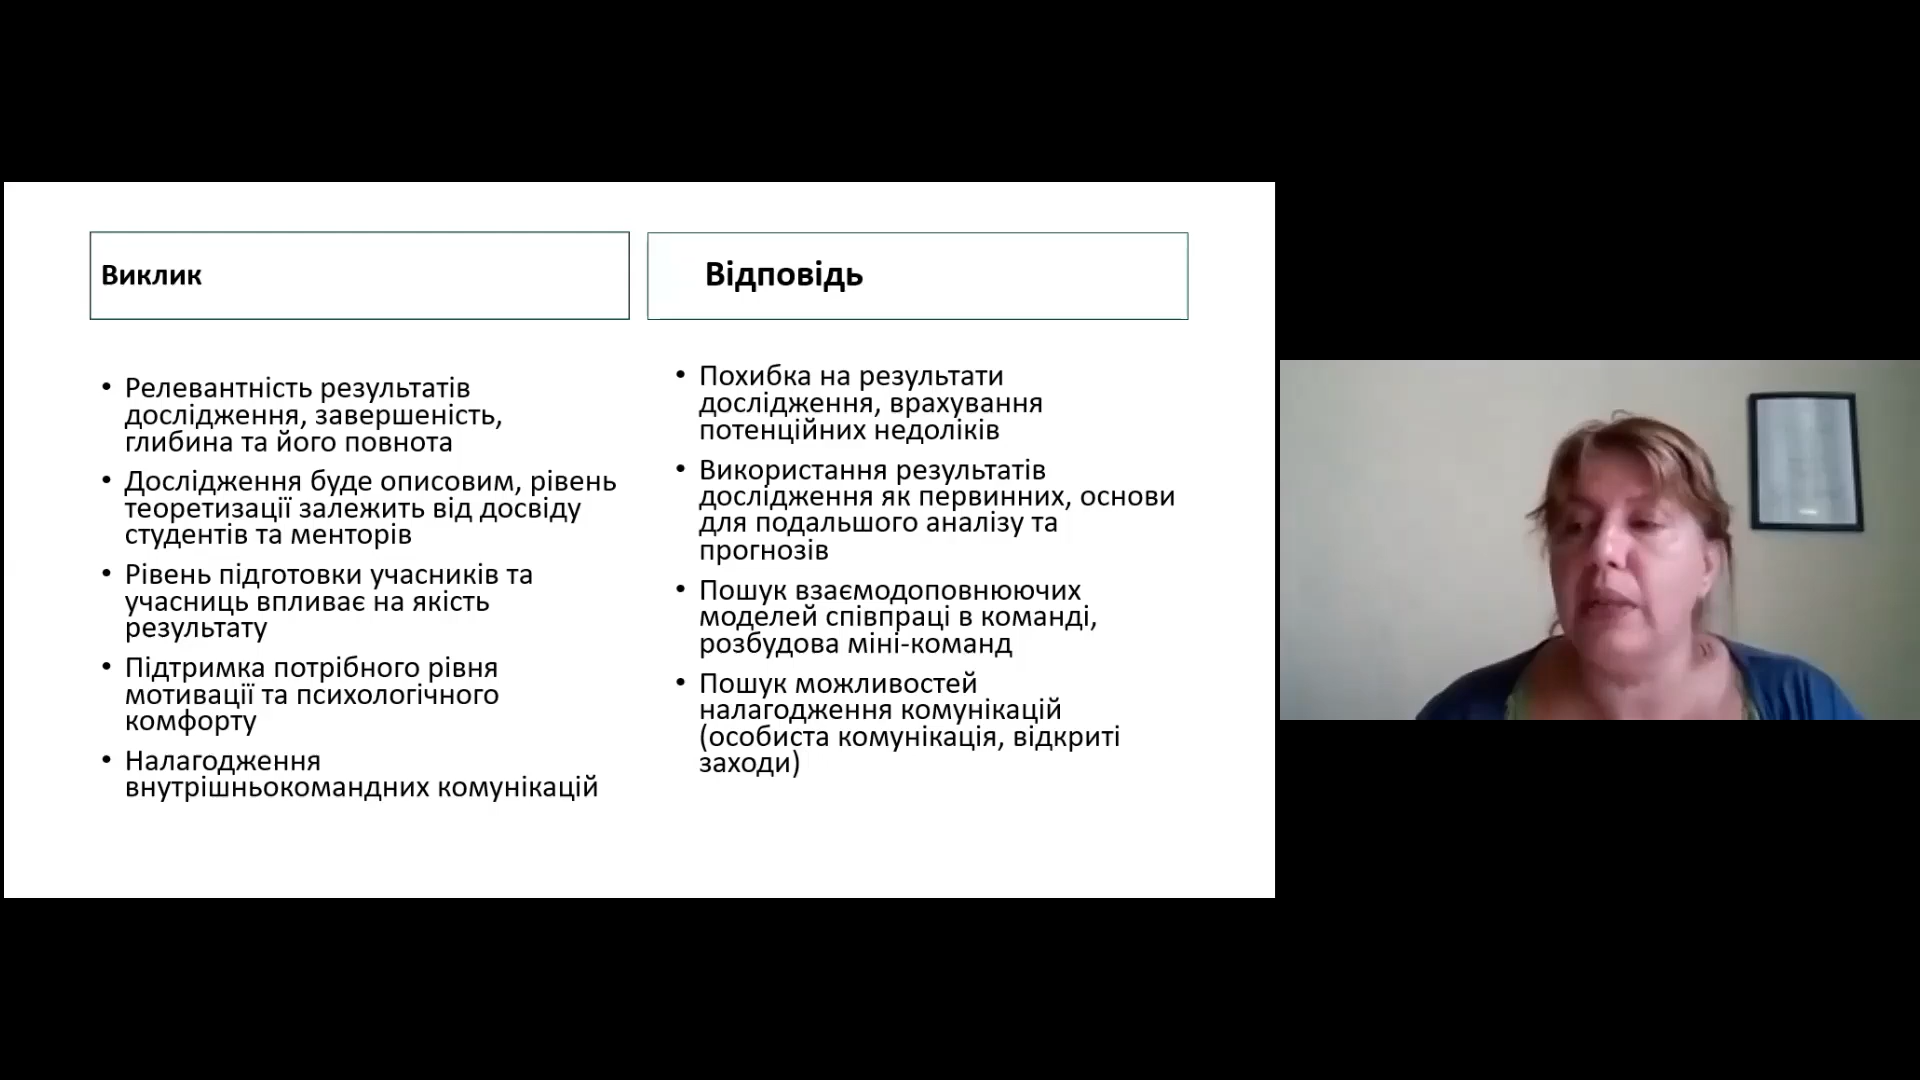 Виклик
Релевантність результатів
дослідження, завершеність,
глибина та його повнота
Дослідження буде описовим, рівень
теоретизації залежить від досвіду
студентів та менторів
Рівень підготовки учасників та
учасниць впливає на якість
результату
Підтримка потрібного рівня
мотивації та психологічного
комфорту
Налагодження
внутрішньокомандних комунікацій
Відповідь
Похибка на результати
дослідження, врахування
потенційних недоліків
Використання результатів
дослідження як первинних, основи
для подальшого аналізу та
прогнозів
Пошук взаємодоповнюючих
моделей співпраці в команді,
розбудова міні-команд
Пошук можливостей
налагодження комунікацій
(особиста комунікація, відкриті
заходи)